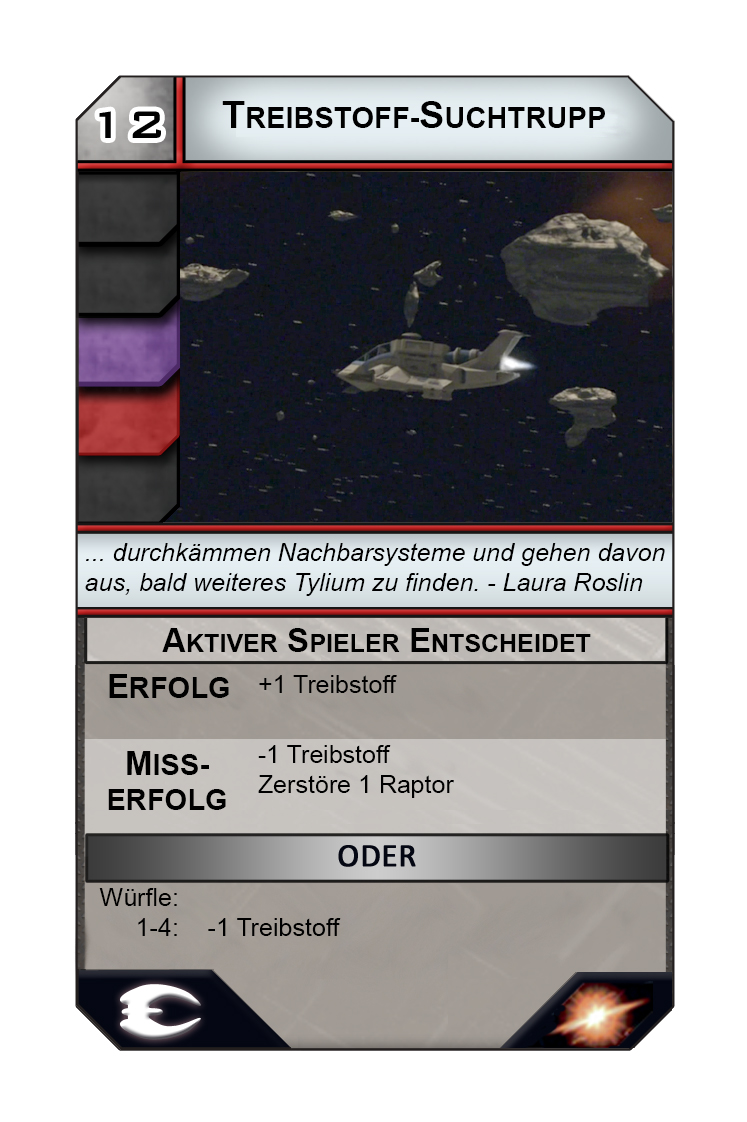 12
Treibstoff-Suchtrupp
... durchkämmen Nachbarsysteme und gehen davon
aus, bald weiteres Tylium zu finden. - Laura Roslin
Aktiver Spieler Entscheidet
Erfolg +1 Treibstoff
Miss- -1 Treibstoff
erfolg Zerstöre 1 Raptor
ODER
Würfle:
1-4: -1 Treibstoff